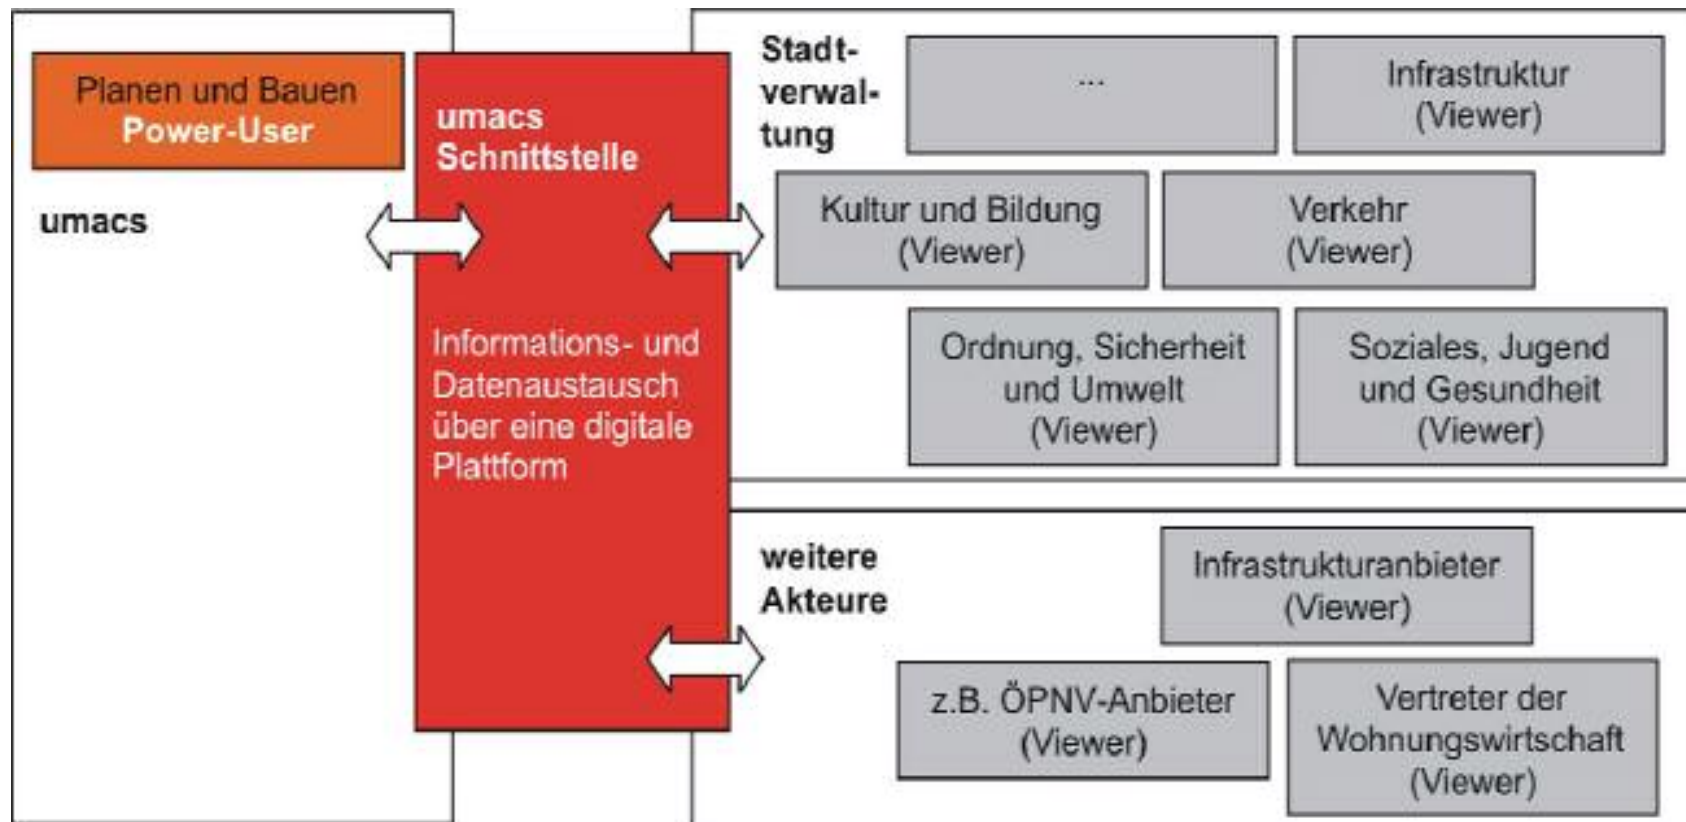 Planen und Bauen
Power-User
umacs
umacs
Schnittstelle
Informations- und
Datenaustausch
über eine digitale
Plattform
Stadt-
verwal-
tung
...
Infrastruktur
(Viewer)
Kultur und Bildung
(Viewer)
Verkehr
(Viewer)
Ordnung, Sicherheit
und Umwelt
(Viewer)
Soziales, Jugend
und Gesundheit
(Viewer)
weitere
Akteure
Infrastrukturanbieter
(Viewer)
z.B. ÖPNV-Anbieter
(Viewer)
Vertreter der
Wohnungswirtschaft
(Viewer)